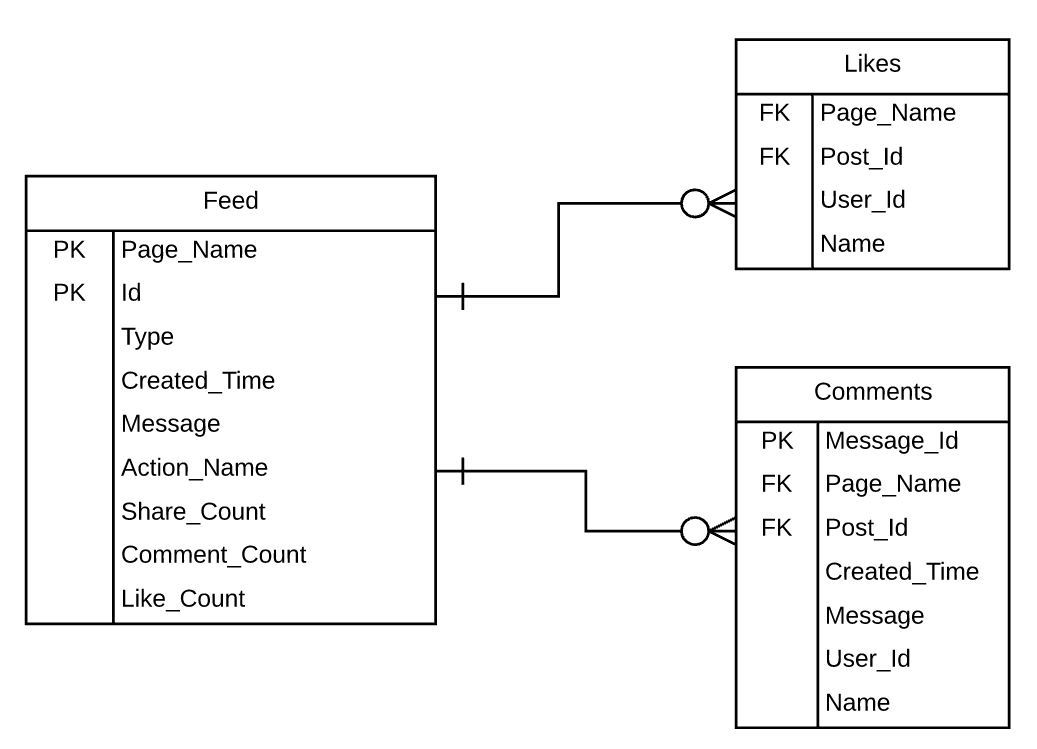 Feed
PK Page_Name
PK Id
Type
Created_Time
Message
Action_Name
Share_Count
Comment_Count
Like_Count
Likes
FK Page_Name
FK Post_Id
User_Id
Name
Comments
PK Message_Id
FK Page_Name
FK Post_Id
Created_Time
Message
User_Id
Name